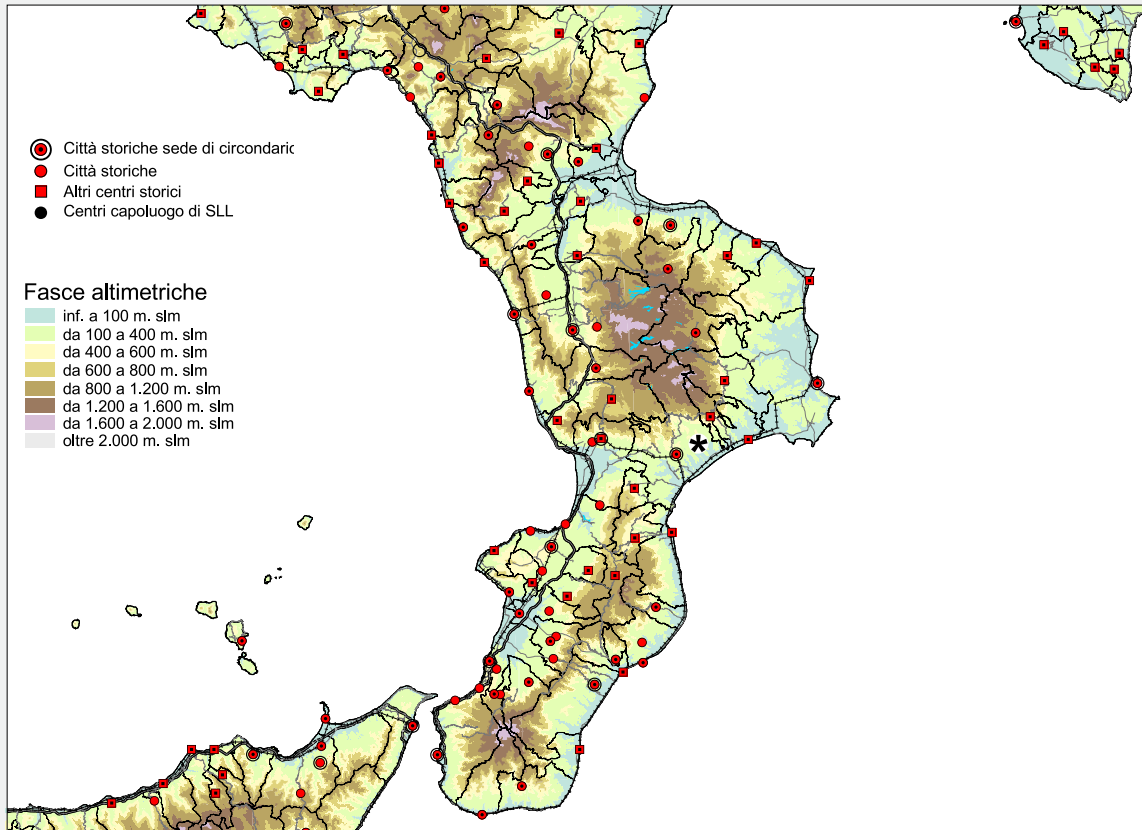 Città storiche sede di circondario
Città storiche
Altri centri storici
Centri capoluogo di SLL
Fasce altimetriche
inf. a 100 m. slm
da 100 a 400 m. slm
da 400 a 600 m. slm
da 600 a 800 m. slm
da 800 a 1.200 m. slm
da 1.200 a 1.600 m. slm
da 1.600 a 2.000 m. slm
oltre 2.000 m. slm
*